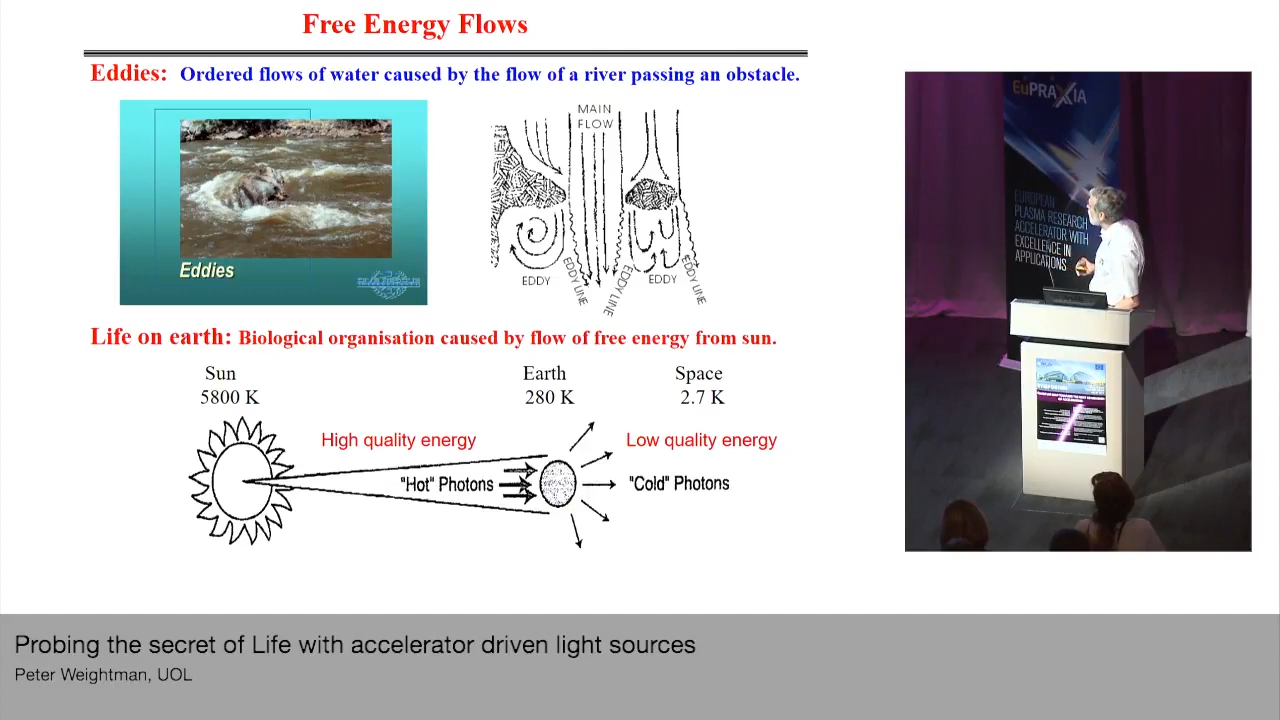 Free Energy Flows
Eddies: Ordered flows of water caused by the flow of a river passing an obstacle.
Eddies
MAIN
FLOW
EDDY
EDDY LINE
EDDY LINE
EDDY
EDDY LINE
Life on earth: Biological organisation caused by flow of free energy from sun.
Sun
5800 K
Earth
280 K
Space
2.7 K
High quality energy
Low quality energy
"Hot" Photons
"Cold" Photons
EuPRAXIA
EUROPEAN
PLASMA RESEARCH
ACCELERATOR WITH
EXCELLENCE IN
APPLICATIONS
SYMPOSIUM
Probing the secret of Life with accelerator driven light sources
Peter Weightman, UOL